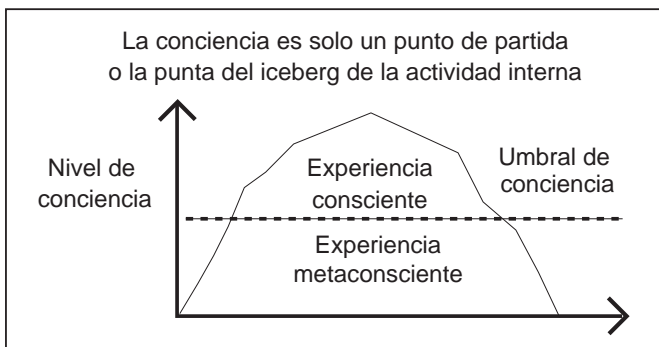 La conciencia es solo un punto de partida
o la punta del iceberg de la actividad interna
Nivel de
conciencia
Experiencia
consciente
Umbral de
conciencia
Experiencia
metaconsciente